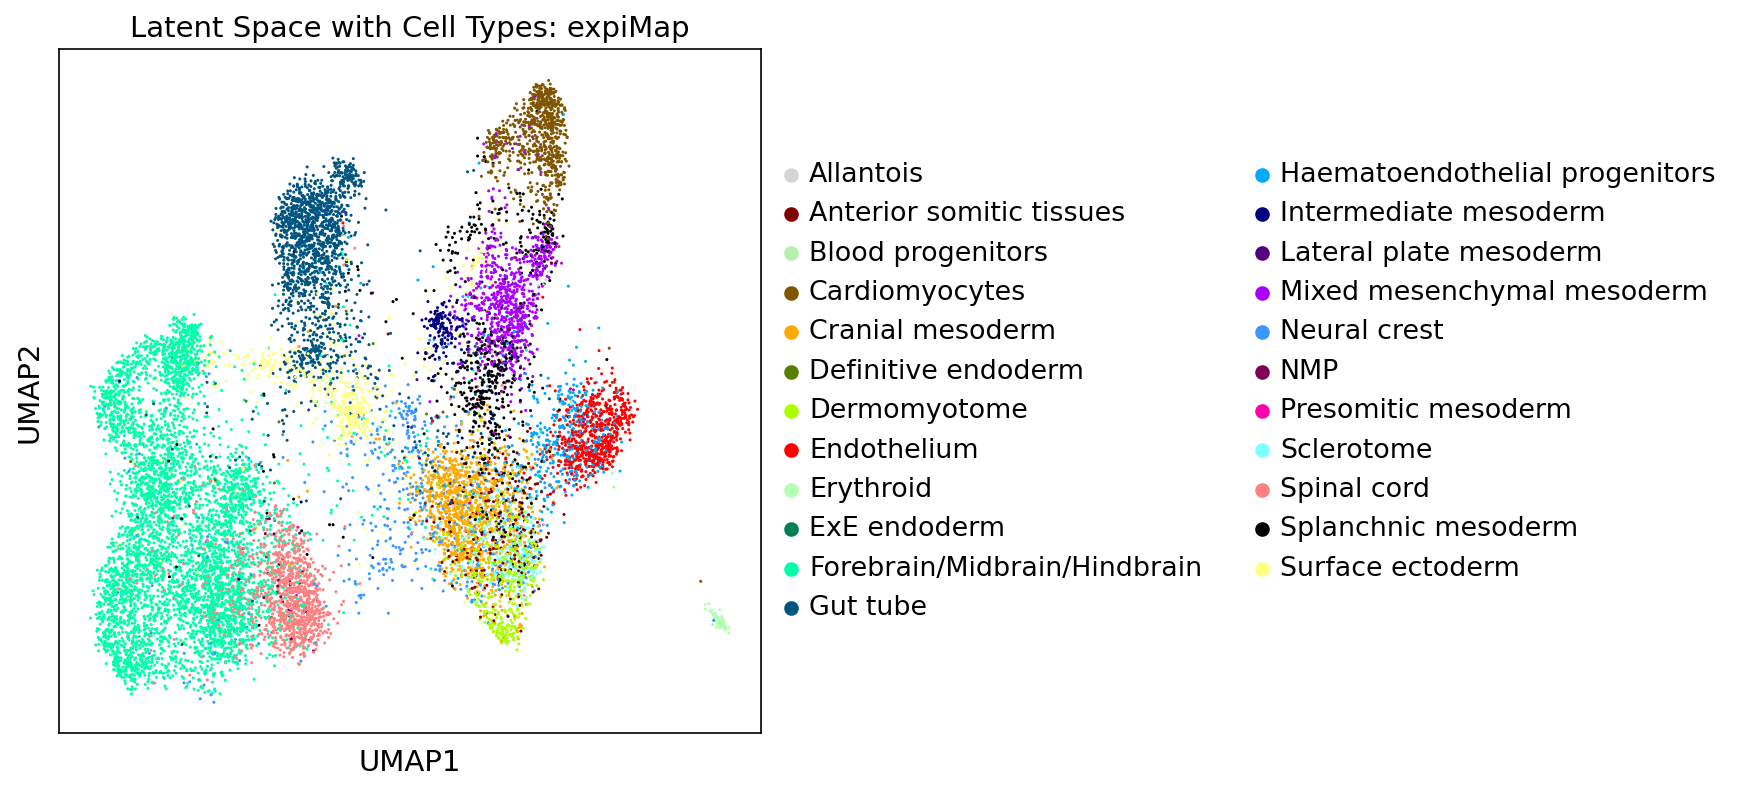 Latent Space with Cell Types: expiMap
UMAP2
UMAP1
Allantois
Anterior somitic tissues
Blood progenitors
Cardiomyocytes
Cranial mesoderm
Definitive endoderm
Dermomyotome
Endothelium
Erythroid
ExE endoderm
Forebrain/Midbrain/Hindbrain
Gut tube
Haematoendothelial progenitors
Intermediate mesoderm
Lateral plate mesoderm
Mixed mesenchymal mesoderm
Neural crest
NMP
Presomitic mesoderm
Sclerotome
Spinal cord
Splanchnic mesoderm
Surface ectoderm